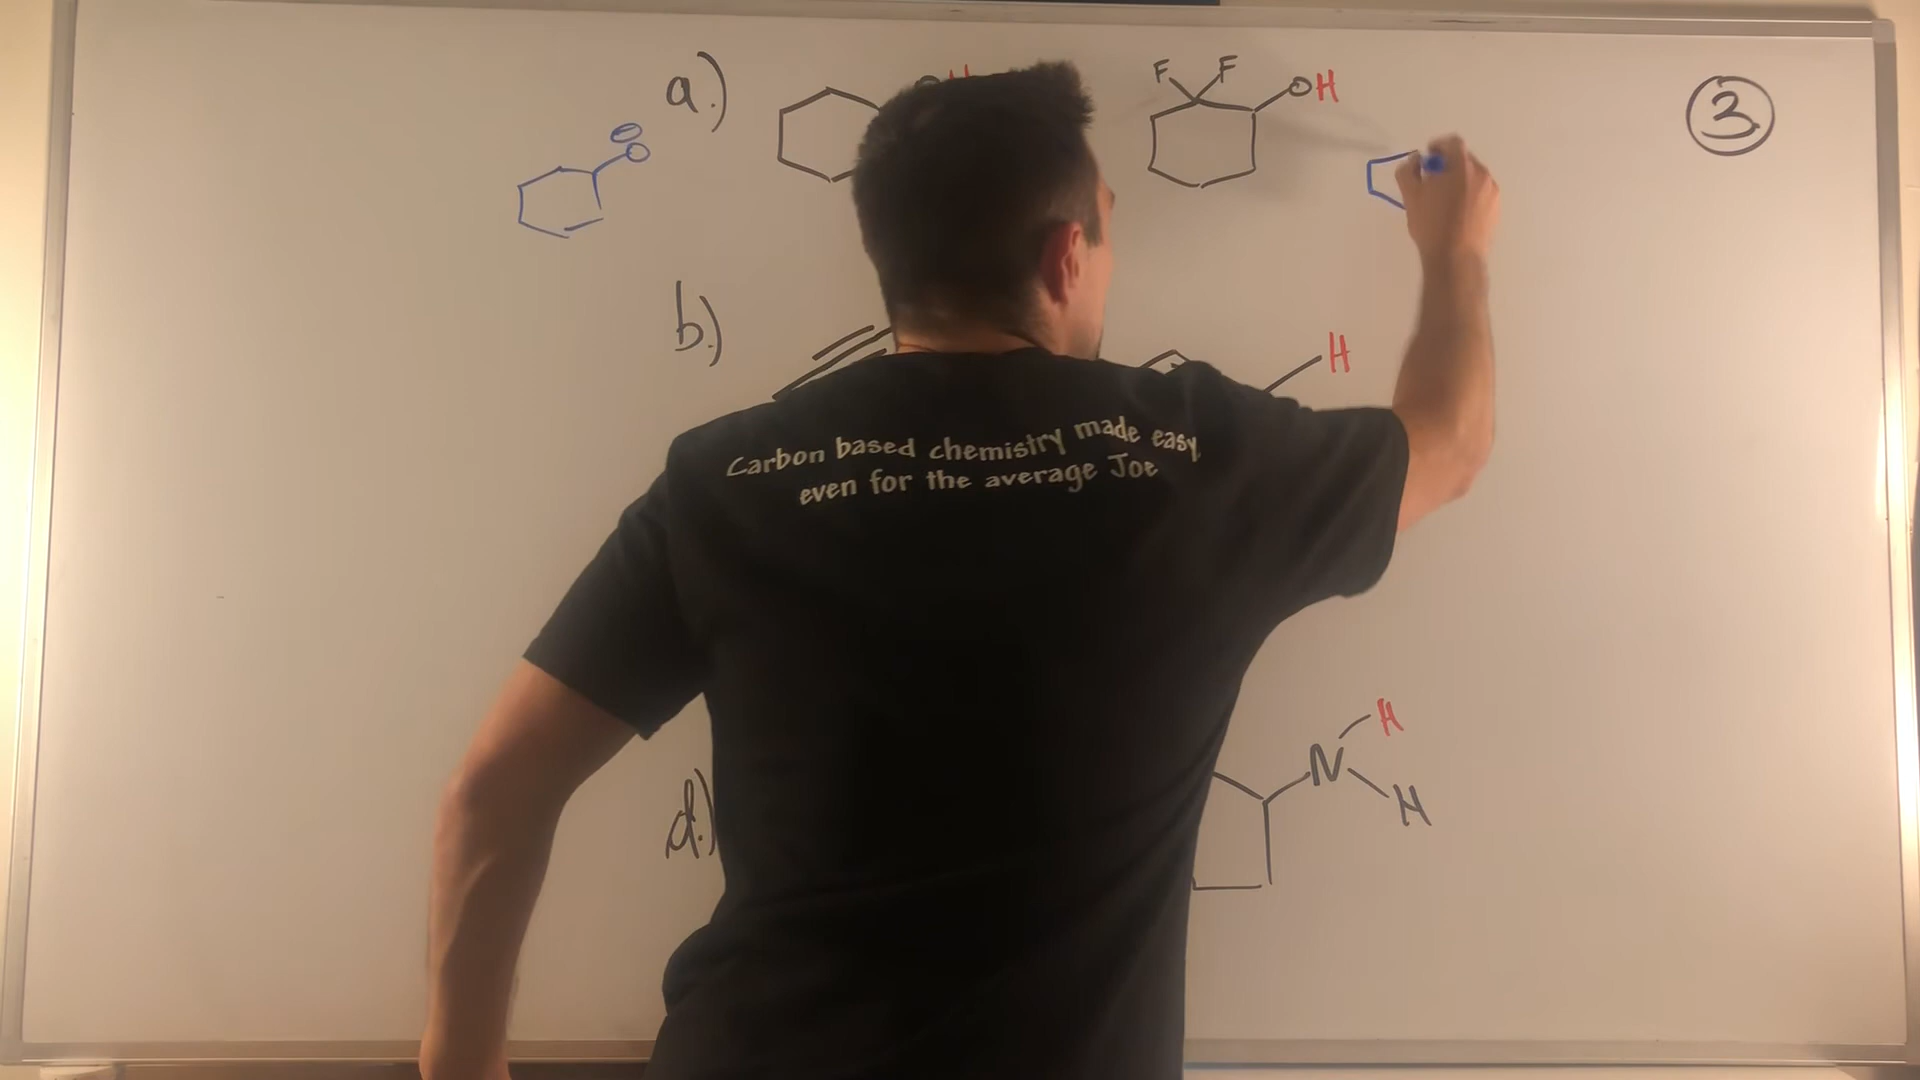 a.)
F F
OH
3
O
b.)
H
Carbon based chemistry made easy
even for the average Joe
H
N
H
d.)